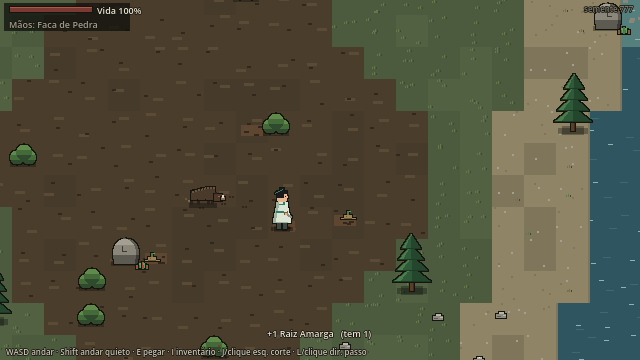 Vida 100%
Mãos: Faca de Pedra
+1 Raiz Amarga (tem 1)
WASD andar · Shift andar quieto · E pegar · I inventario · J/clique esq. corte · L/clique dir. passo